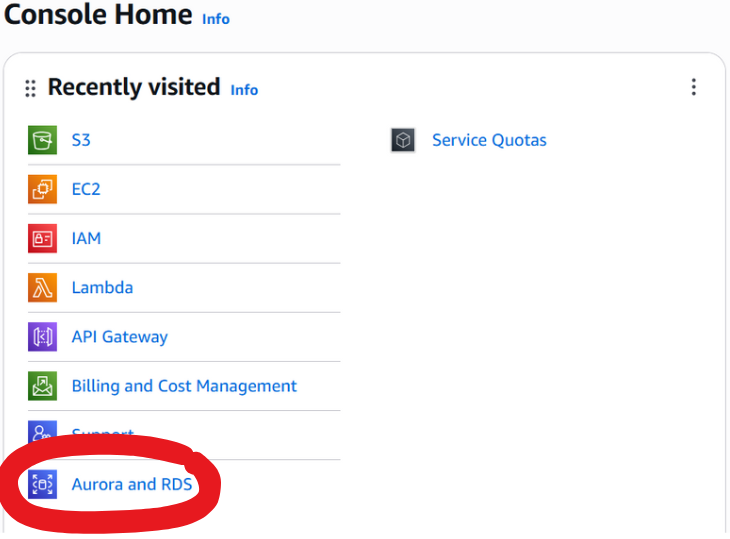 Console Home Info
Recently visited Info
S3
EC2
IAM
Lambda
API Gateway
Billing and Cost Management
Support
Aurora and RDS
Service Quotas